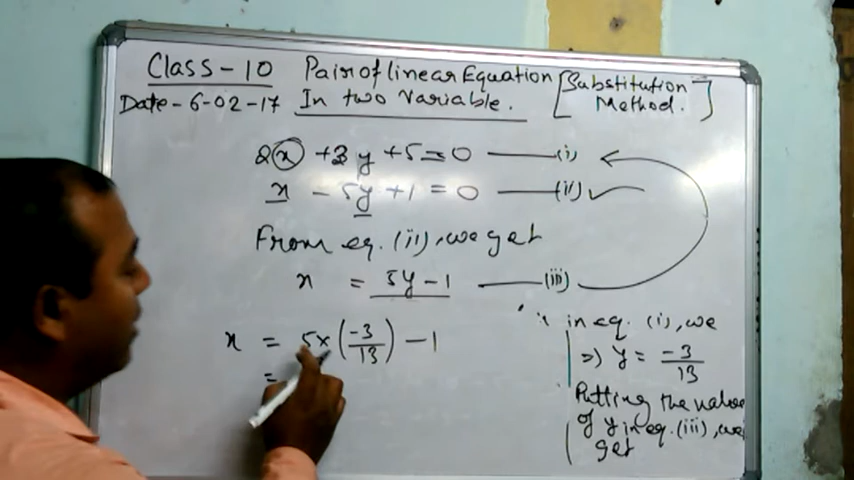 Class-10 Pair of linear Equation [Substitution
Date-6-02-17 In two Variable. Method.]
2x +3y +5=0 —(i)
x - 5y +1 = 0 —(ii)
From eq. (ii), we get
x = 5y-1 —(iii)
in eq. (i), we
x = 5x(-3/13) - 1
⇒ y = -3/13
=
Putting the value
of y in eq. (iii), we
get